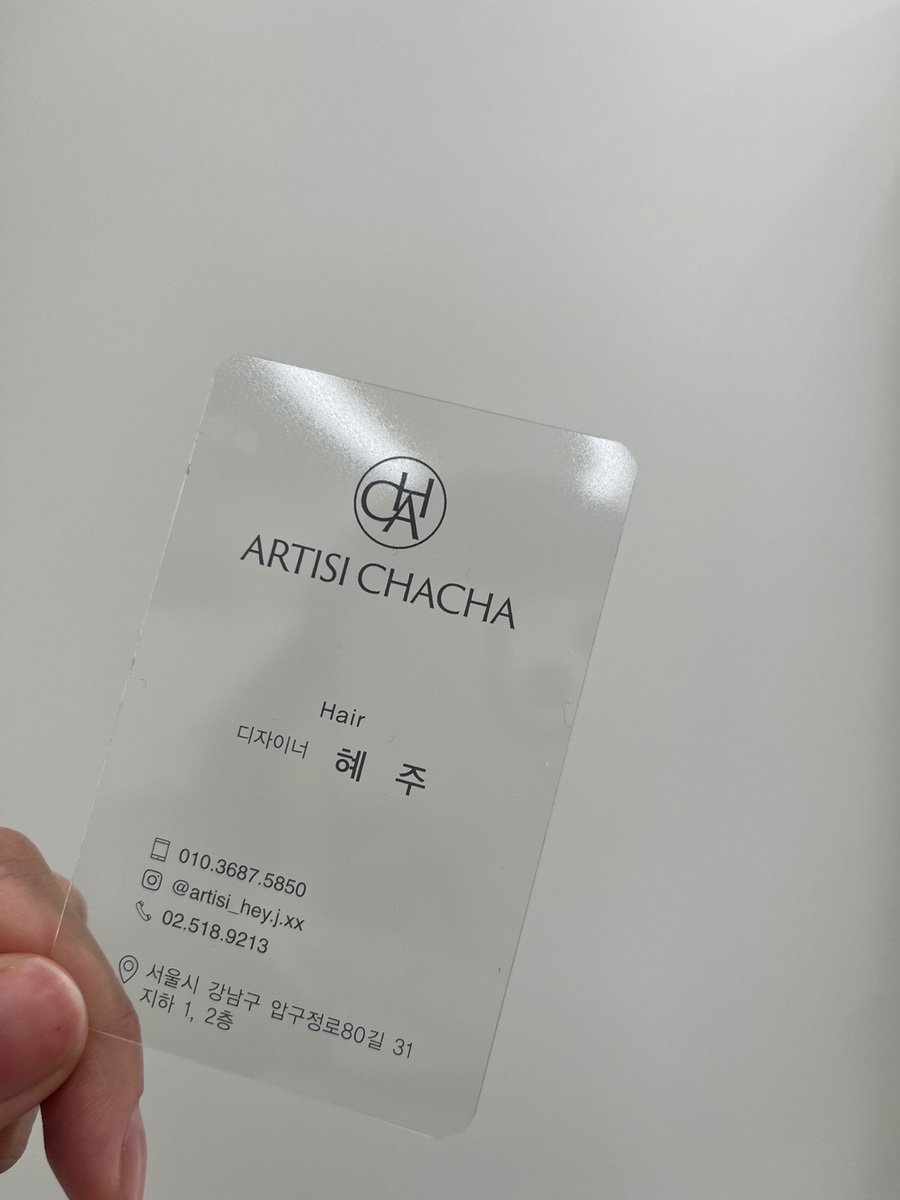 CHA
ARTISI CHACHA
Hair
디자이너 혜 주
010.3687.5850
@artisi_hey.j.xx
02.518.9213
서울시 강남구 압구정로80길 31
지하 1, 2층